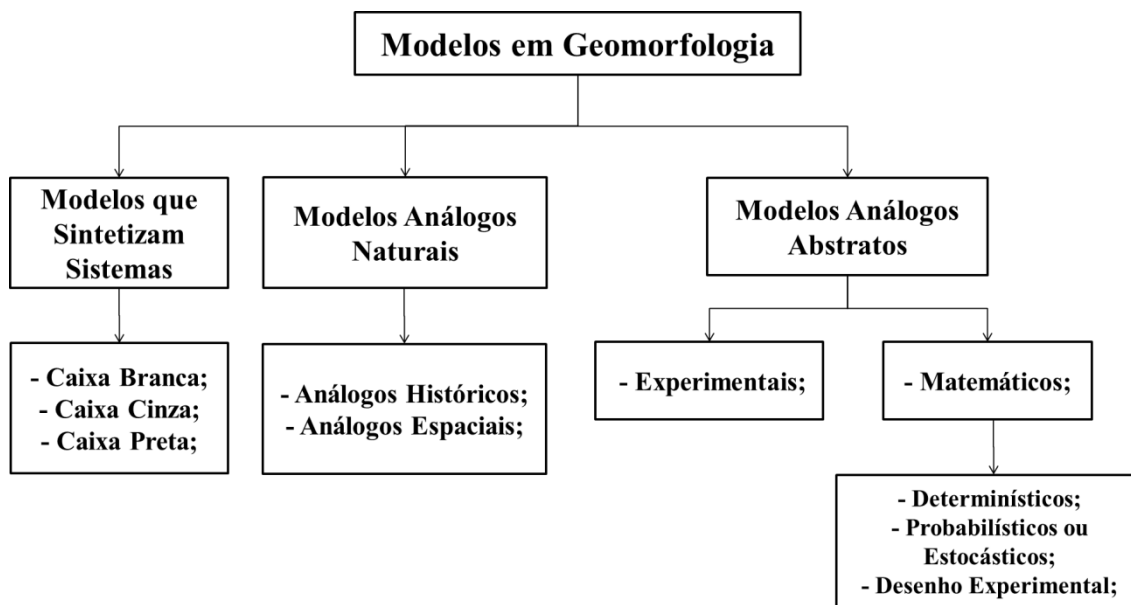 Modelos em Geomorfologia
Modelos que
Sintetizam
Sistemas
Modelos Análogos
Naturais
Modelos Análogos
Abstratos
- Caixa Branca;
- Caixa Cinza;
- Caixa Preta;
- Análogos Históricos;
- Análogos Espaciais;
- Experimentais;
- Matemáticos;
- Determinísticos;
- Probabilísticos ou
Estocásticos;
- Desenho Experimental;